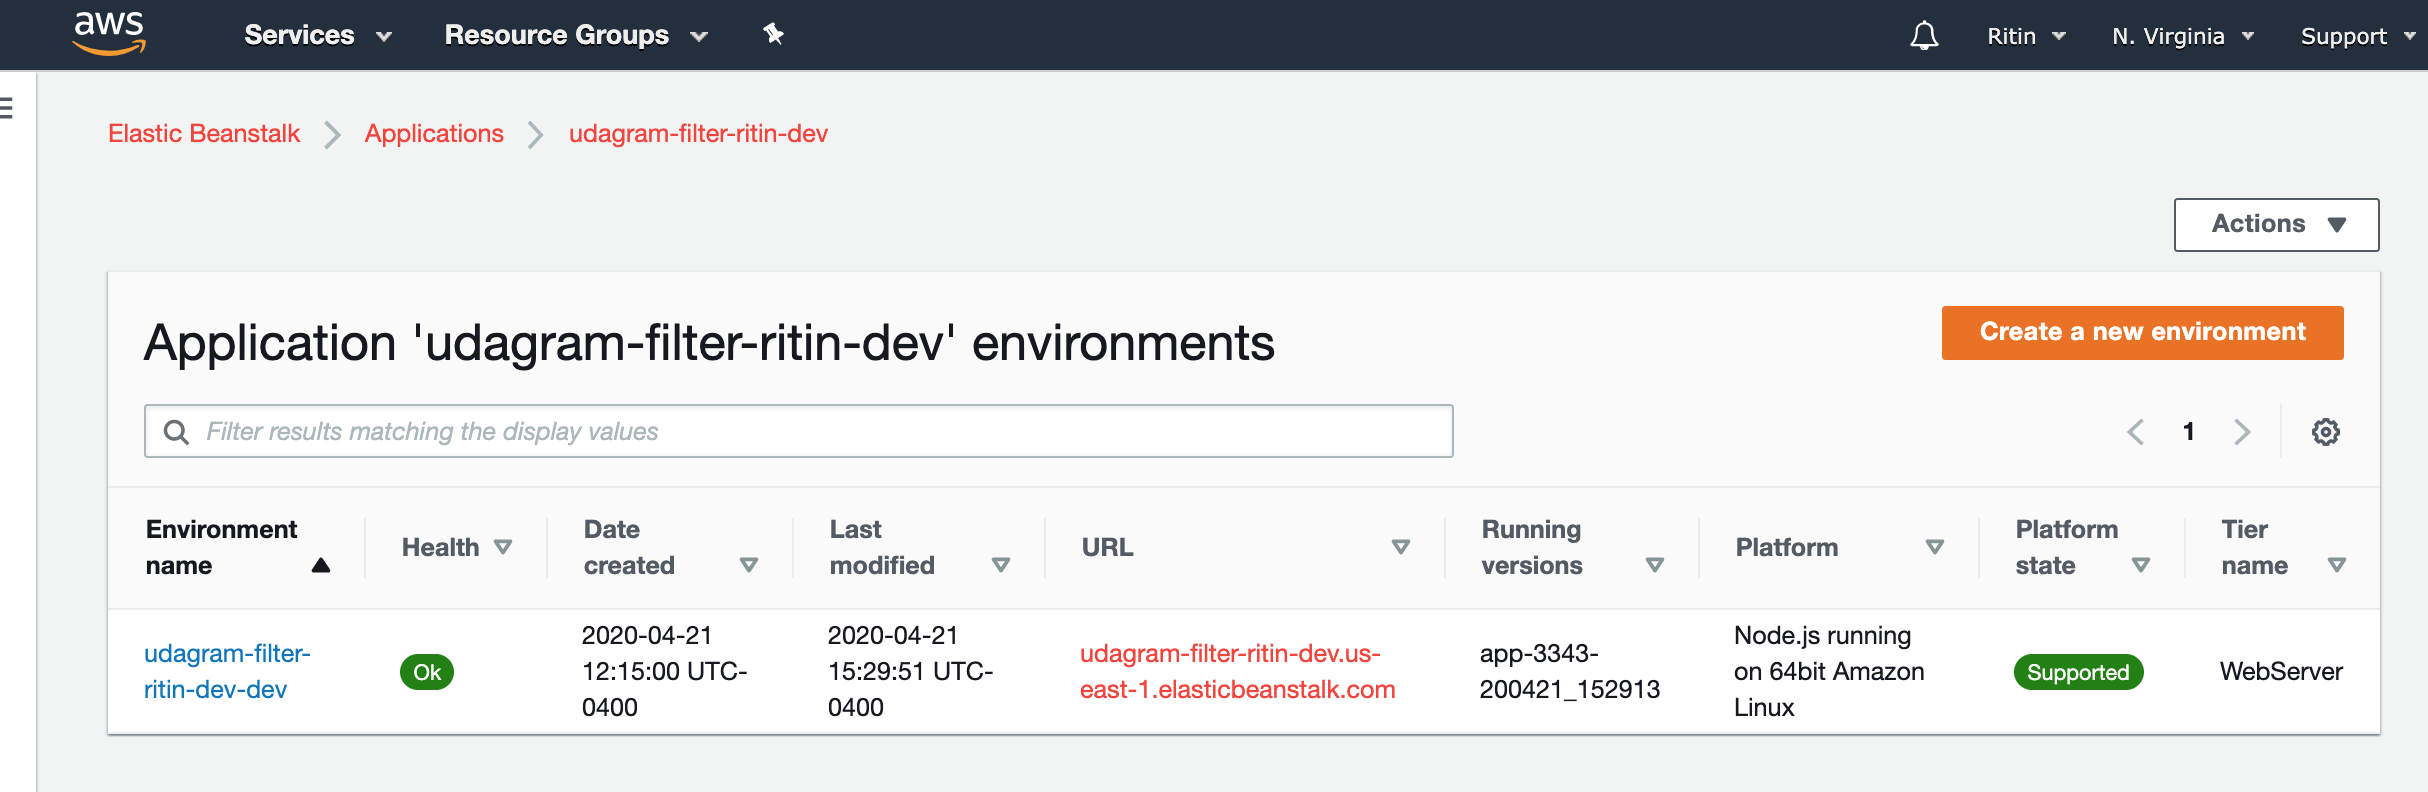 aws Services Resource Groups Ritin N. Virginia Support
Elastic Beanstalk Applications udagram-filter-ritin-dev
Actions
Application 'udagram-filter-ritin-dev' environments
Create a new environment
Filter results matching the display values
1
Environment name
Health
Date created
Last modified
URL
Running versions
Platform
Platform state
Tier name
udagram-filter-
ritin-dev-dev
Ok
2020-04-21
12:15:00 UTC-
0400
2020-04-21
15:29:51 UTC-
0400
udagram-filter-ritin-dev.us-
east-1.elasticbeanstalk.com
app-3343-
200421_152913
Node.js running
on 64bit Amazon
Linux
Supported
WebServer